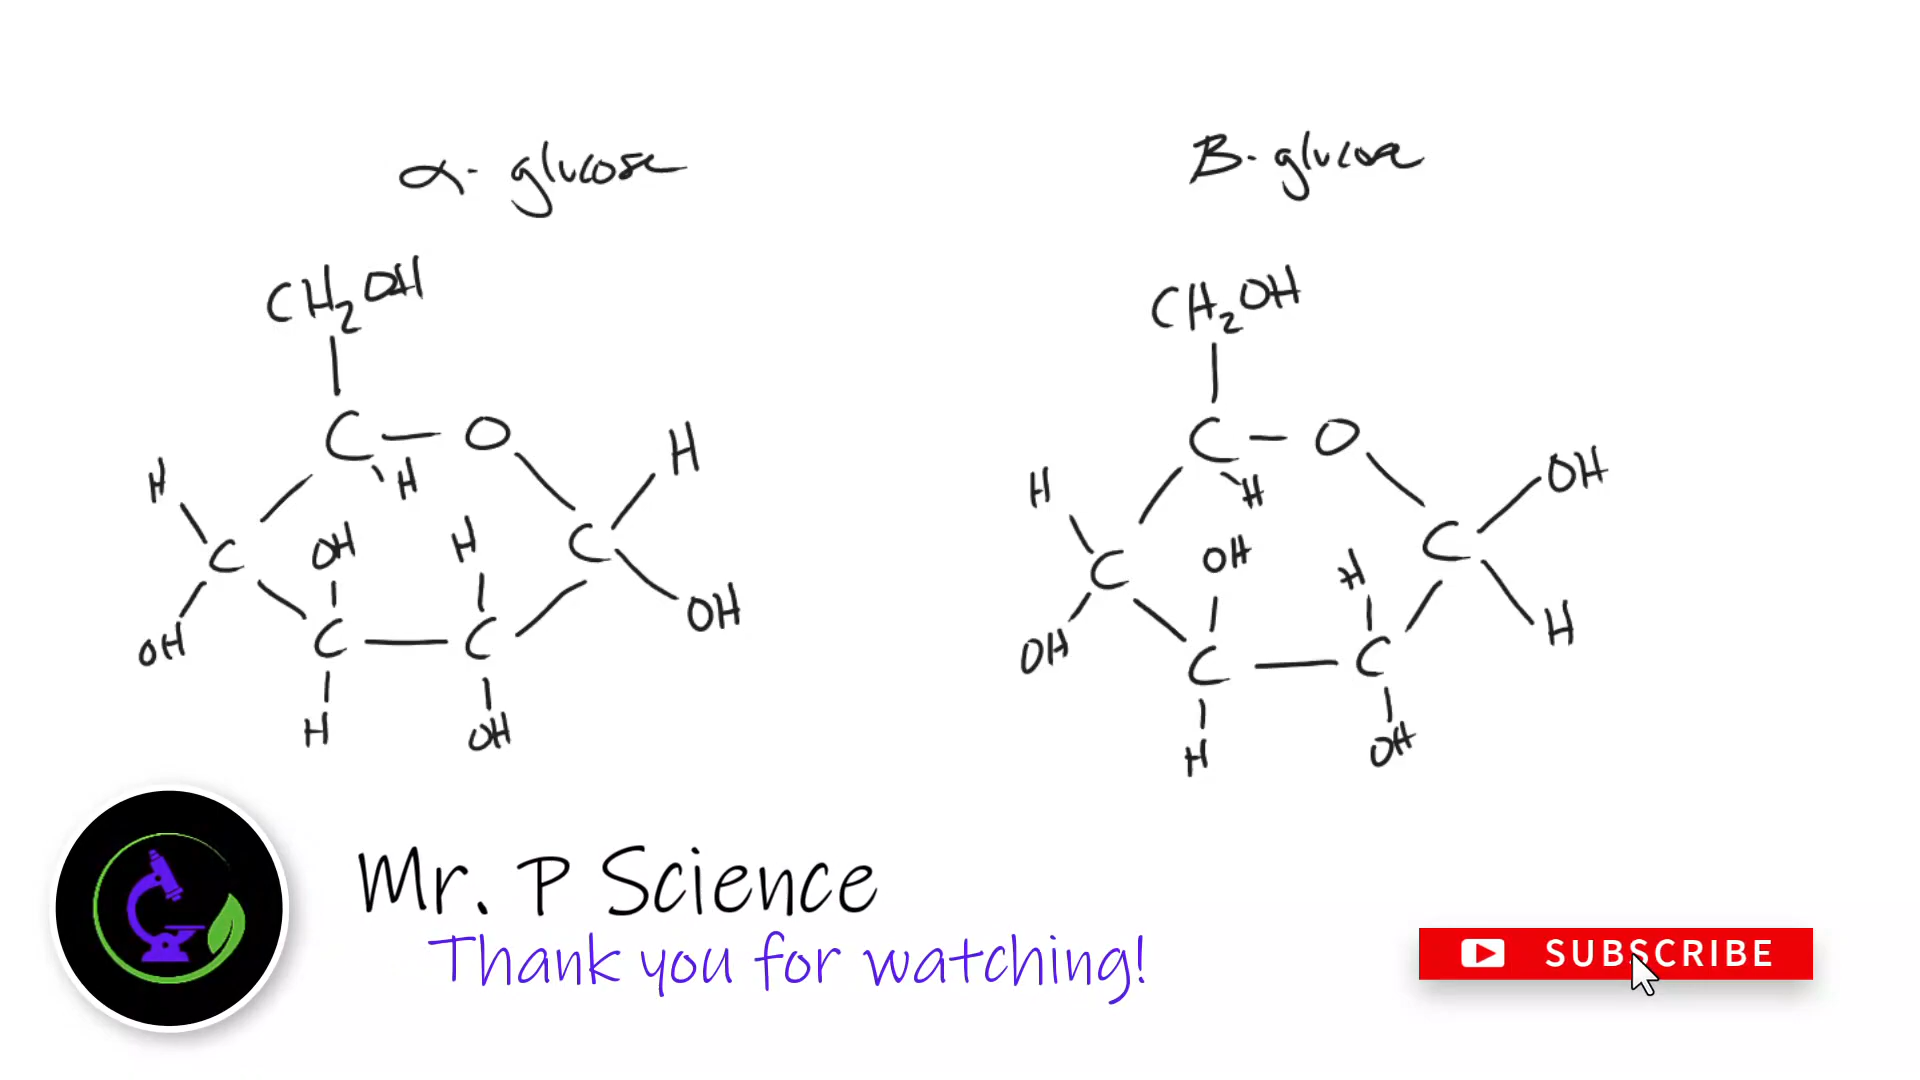 α- glucose
B- glucose
CH₂OH
CH₂OH
C O
C O
H
H
H
OH
H
H
H
OH
H
C
C
OH
H
C
C
OH
C C
OH
OH
C C
H
H
OH
H
OH
Mr. P Science
Thank you for watching!
SUBSCRIBE